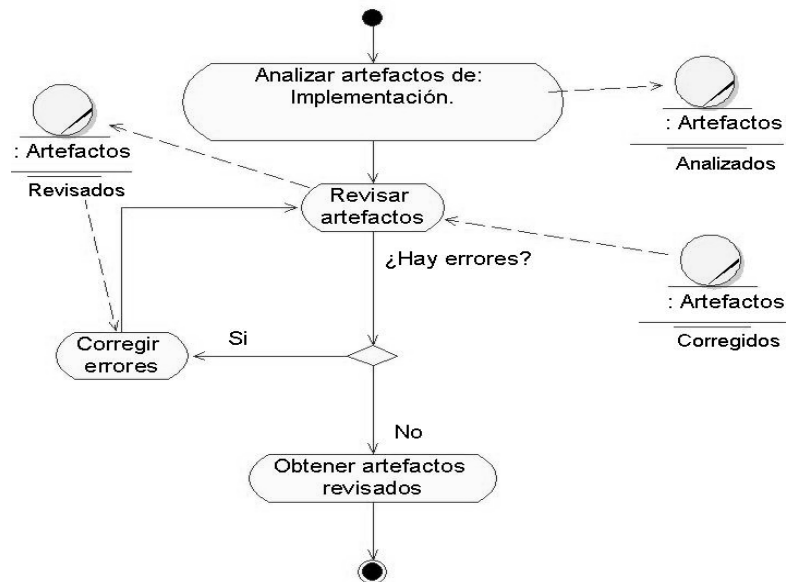 Analizar artefactos de:
Implementación.
: Artefactos
Analizados
: Artefactos
Revisados
Revisar
artefactos
¿Hay errores?
: Artefactos
Corregidos
Corregir
errores
Si
No
Obtener artefactos
revisados